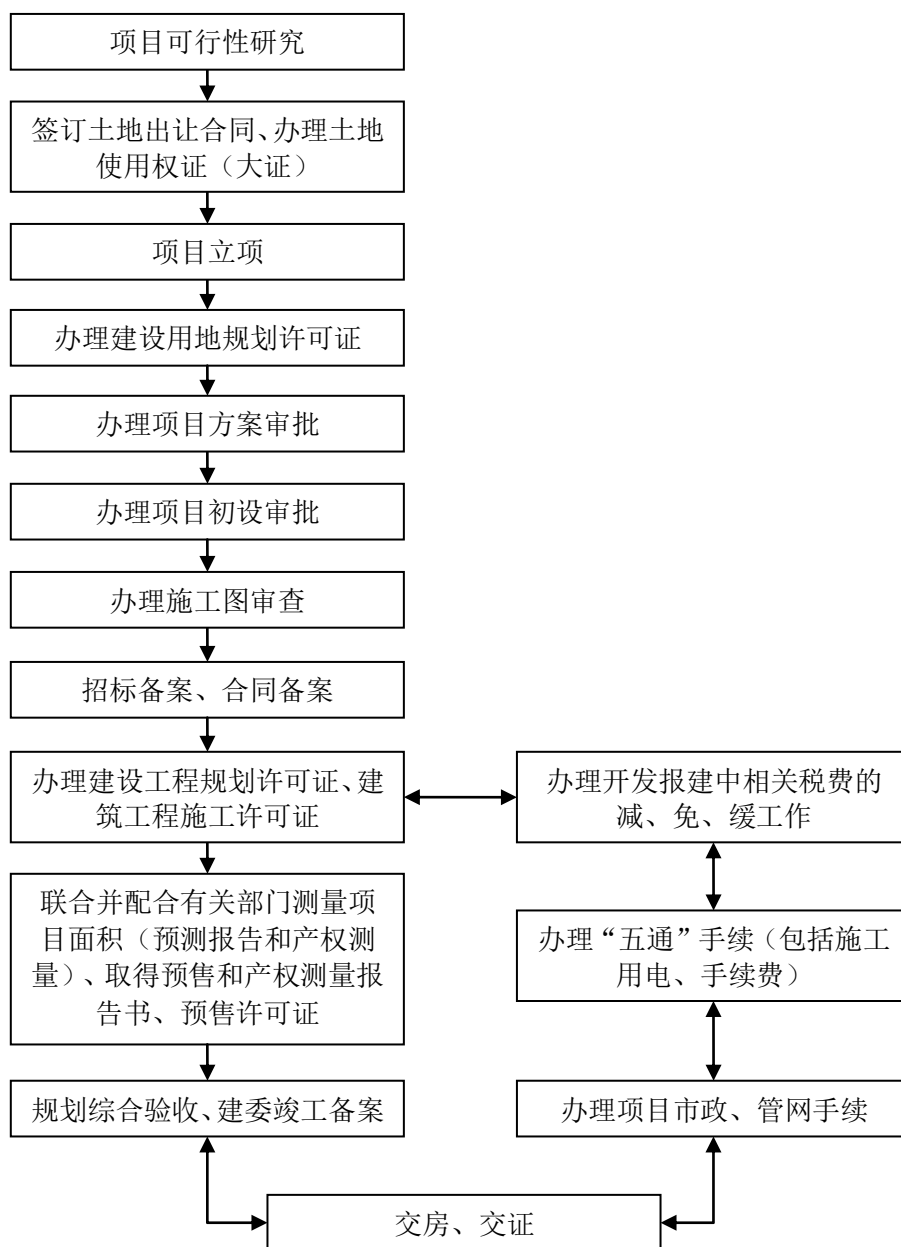 项目可行性研究
签订土地出让合同、办理土地
使用权证（大证）
项目立项
办理建设用地规划许可证
办理项目方案审批
办理项目初设审批
办理施工图审查
招标备案、合同备案
办理建设工程规划许可证、建
筑工程施工许可证
办理开发报建中相关税费的
减、免、缓工作
联合并配合有关部门测量项
目面积（预测报告和产权测
量）、取得预售和产权测量报
告书、预售许可证
办理“五通”手续（包括施工
用电、手续费）
规划综合验收、建委竣工备案
办理项目市政、管网手续
交房、交证